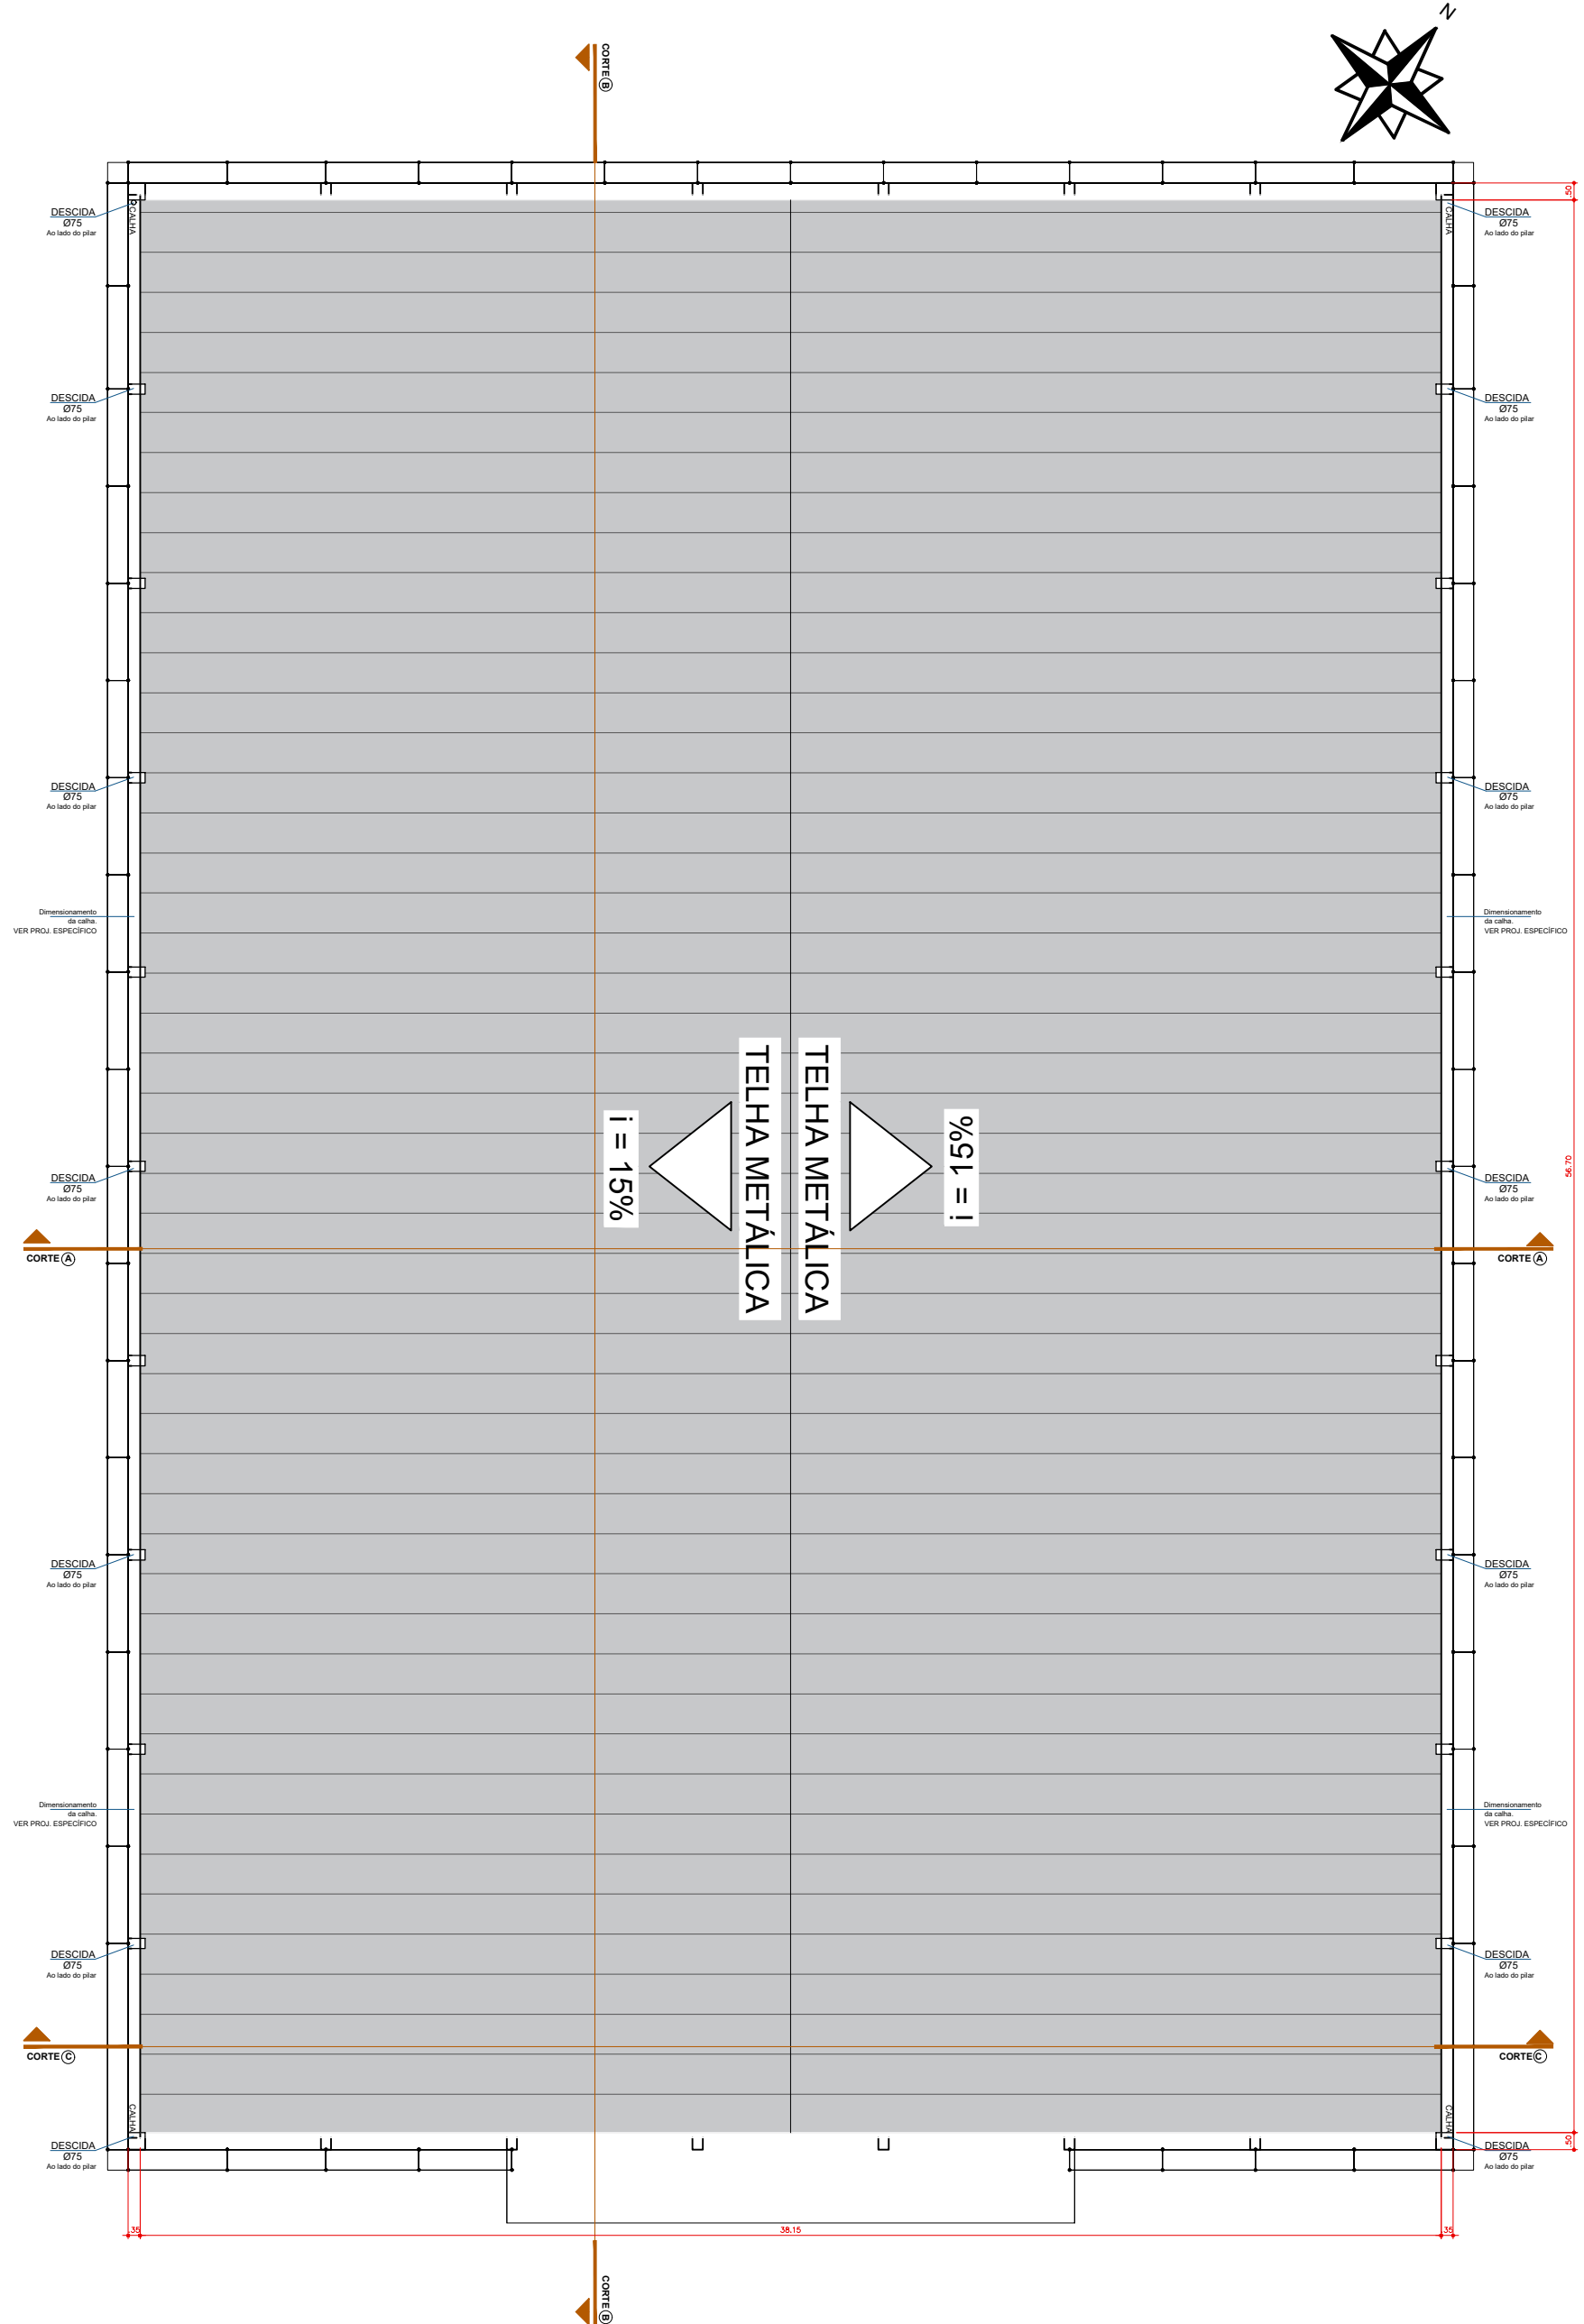 N
CORTE B
.50
DESCIDA
Ø75
Ao lado do pilar
CALHA
CALHA
DESCIDA
Ø75
Ao lado do pilar
DESCIDA
Ø75
Ao lado do pilar
DESCIDA
Ø75
Ao lado do pilar
DESCIDA
Ø75
Ao lado do pilar
DESCIDA
Ø75
Ao lado do pilar
Dimensionamento
da calha.
VER PROJ. ESPECÍFICO
Dimensionamento
da calha.
VER PROJ. ESPECÍFICO
i = 15%
TELHA METÁLICA
TELHA METÁLICA
i = 15%
56.70
DESCIDA
Ø75
Ao lado do pilar
DESCIDA
Ø75
Ao lado do pilar
CORTE A
CORTE A
DESCIDA
Ø75
Ao lado do pilar
DESCIDA
Ø75
Ao lado do pilar
Dimensionamento
da calha.
VER PROJ. ESPECÍFICO
Dimensionamento
da calha.
VER PROJ. ESPECÍFICO
DESCIDA
Ø75
Ao lado do pilar
DESCIDA
Ø75
Ao lado do pilar
CORTE C
CORTE C
CALHA
CALHA
DESCIDA
Ø75
Ao lado do pilar
DESCIDA
Ø75
Ao lado do pilar
.50
.35
38.15
.35
CORTE B